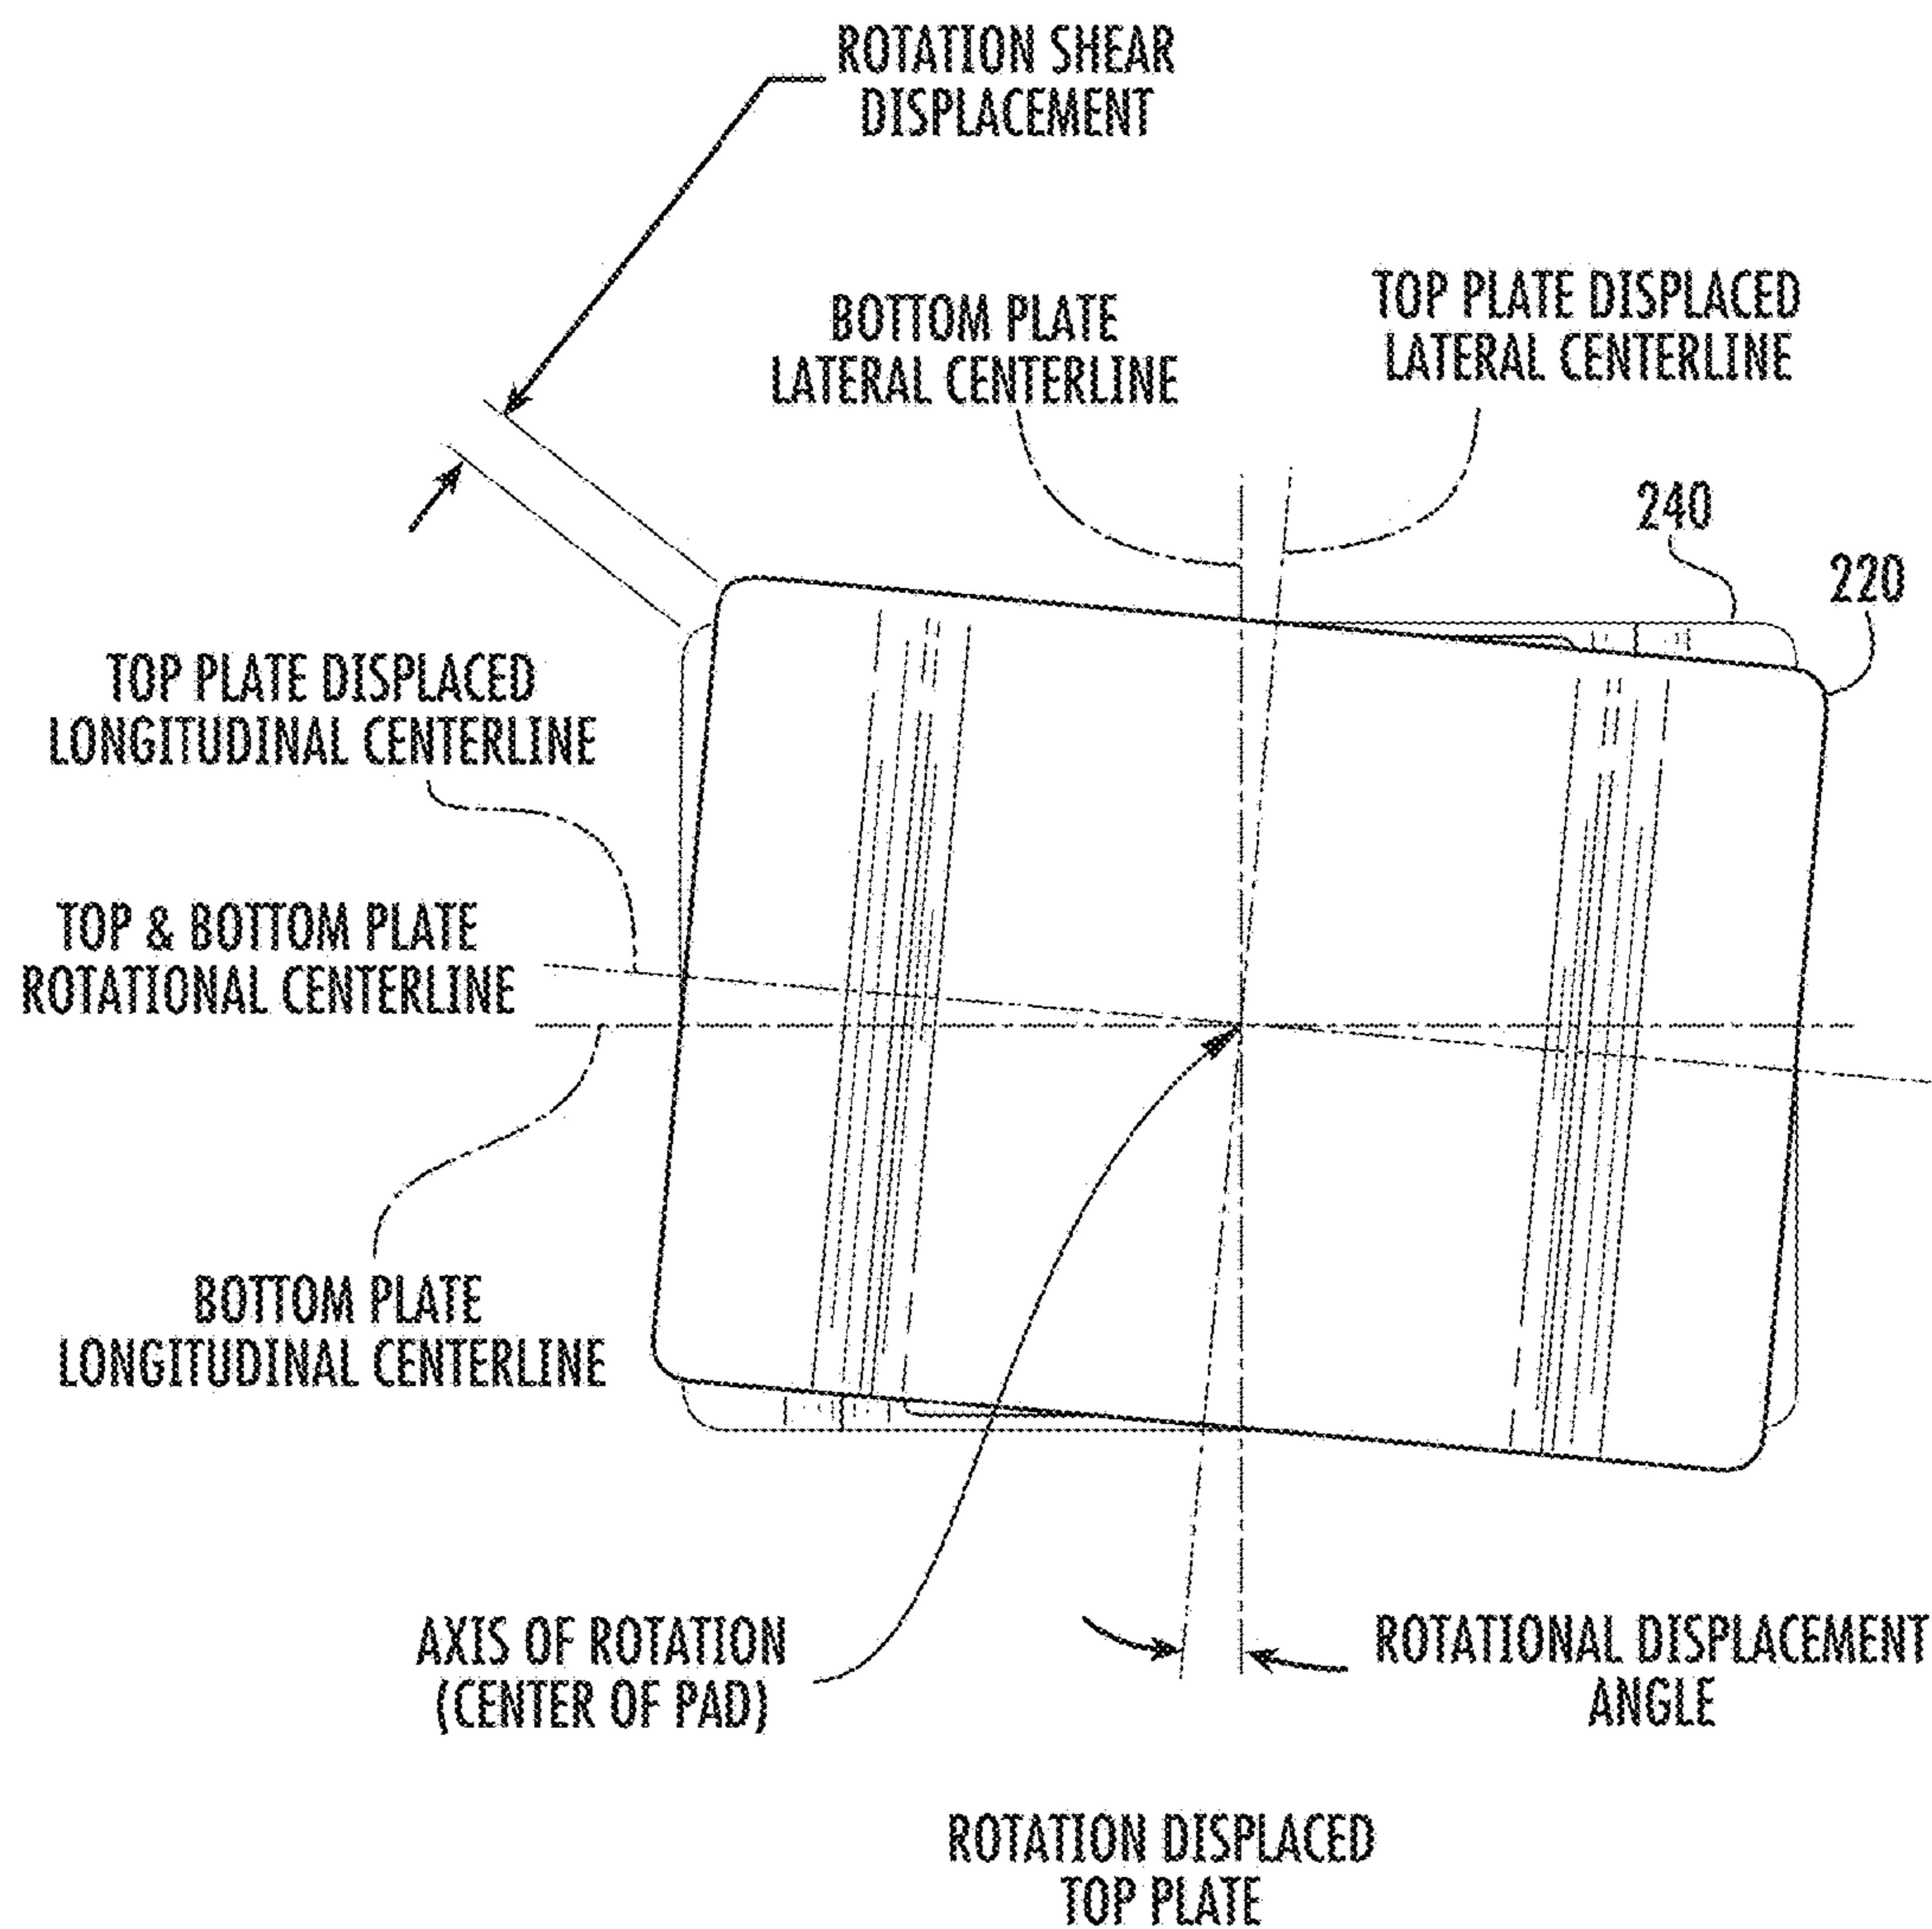 ROTATION SHEAR
DISPLACEMENT
BOTTOM PLATE
LATERAL CENTERLINE
TOP PLATE DISPLACED
LATERAL CENTERLINE
240
220
TOP PLATE DISPLACED
LONGITUDINAL CENTERLINE
TOP & BOTTOM PLATE
ROTATIONAL CENTERLINE
BOTTOM PLATE
LONGITUDINAL CENTERLINE
AXIS OF ROTATION
(CENTER OF PAD)
ROTATIONAL DISPLACEMENT
ANGLE
ROTATION DISPLACED
TOP PLATE